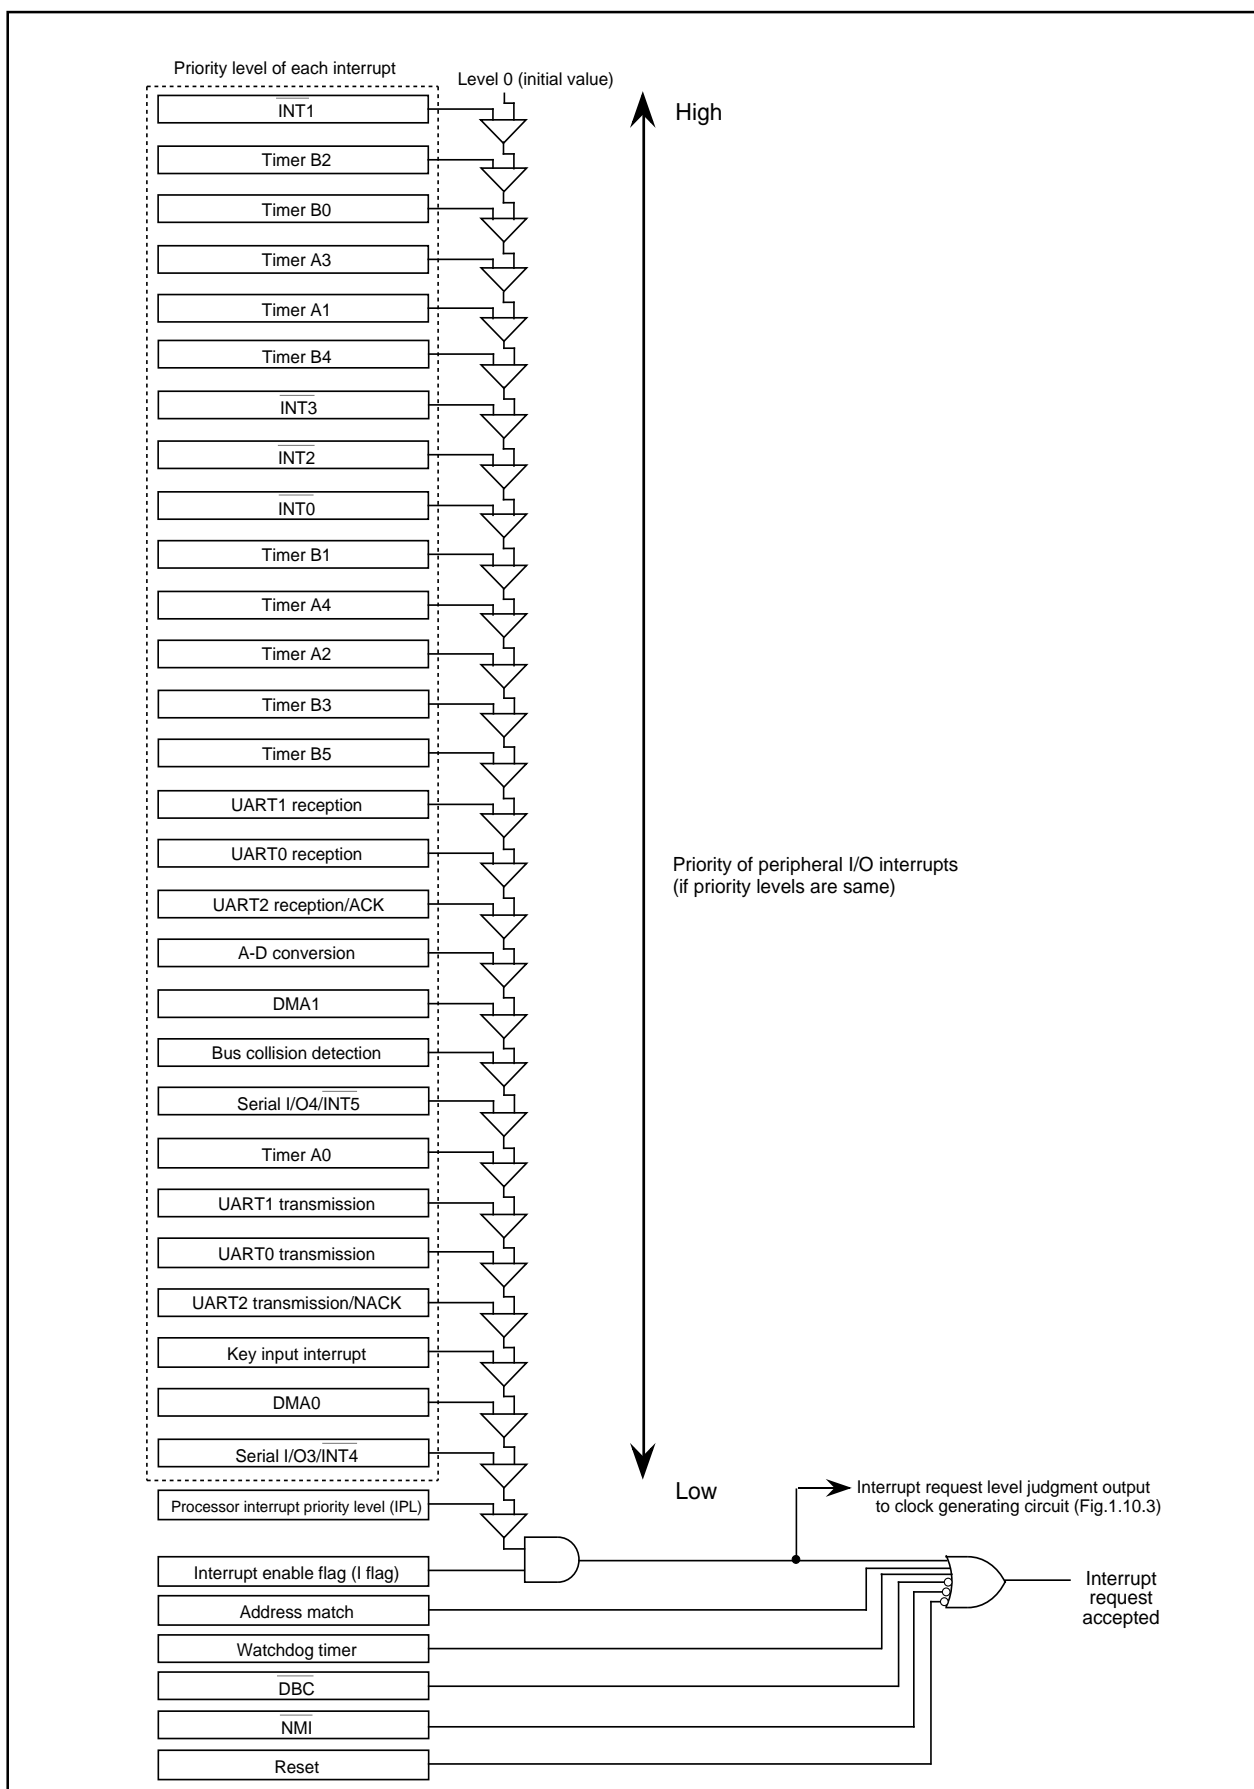 Priority level of each interrupt
Level 0 (initial value)
INT1
High
Timer B2
Timer B0
Timer A3
Timer A1
Timer B4
INT3
INT2
INT0
Timer B1
Timer A4
Timer A2
Timer B3
Timer B5
UART1 reception
UART0 reception
Priority of peripheral I/O interrupts
(if priority levels are same)
UART2 reception/ACK
A-D conversion
DMA1
Bus collision detection
Serial I/O4/INT5
Timer A0
UART1 transmission
UART0 transmission
UART2 transmission/NACK
Key input interrupt
DMA0
Serial I/O3/INT4
Low
Interrupt request level judgment output
to clock generating circuit (Fig.1.10.3)
Processor interrupt priority level (IPL)
Interrupt enable flag (I flag)
Interrupt
request
accepted
Address match
Watchdog timer
DBC
NMI
Reset